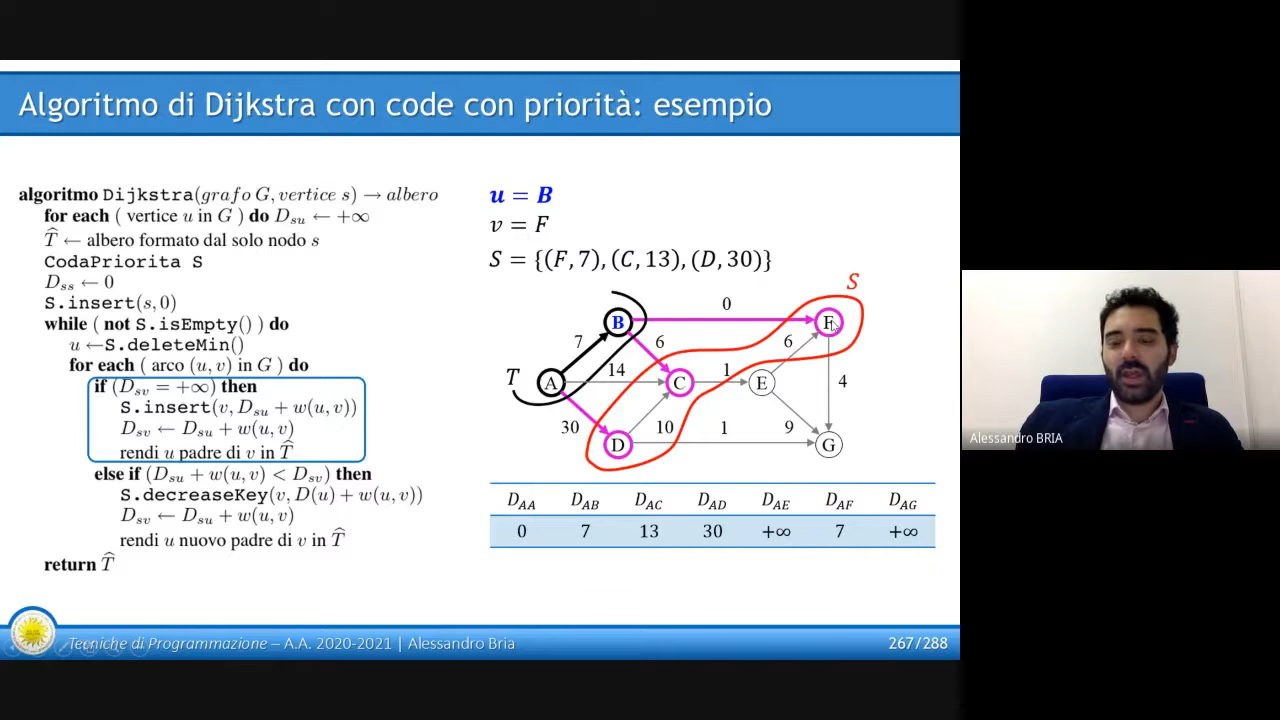 Algoritmo di Dijkstra con code con priorità: esempio
algoritmo Dijkstra(grafo G, vertice s) → albero
for each ( vertice u in G ) do D_su ← +∞
T̂ ← albero formato dal solo nodo s
CodaPriorita S
D_ss ← 0
S.insert(s, 0)
while ( not S.isEmpty() ) do
u ←S.deleteMin()
for each ( arco (u, v) in G ) do
if (D_sv = +∞) then
S.insert(v, D_su + w(u, v))
D_sv ← D_su + w(u, v)
rendi u padre di v in T̂
else if (D_su + w(u, v) < D_sv) then
S.decreaseKey(v, D(u) + w(u, v))
D_sv ← D_su + w(u, v)
rendi u nuovo padre di v in T̂
return T̂
u = B
v = F
S = {(F, 7), (C, 13), (D, 30)}
S
0
B F
7 6 6
14 1
T A C E 4
30 10 1 9
D G
D_AA D_AB D_AC D_AD D_AE D_AF D_AG
0 7 13 30 +∞ 7 +∞
Tecniche di Programmazione – A.A. 2020-2021 | Alessandro Bria
267/288
Alessandro BRIA